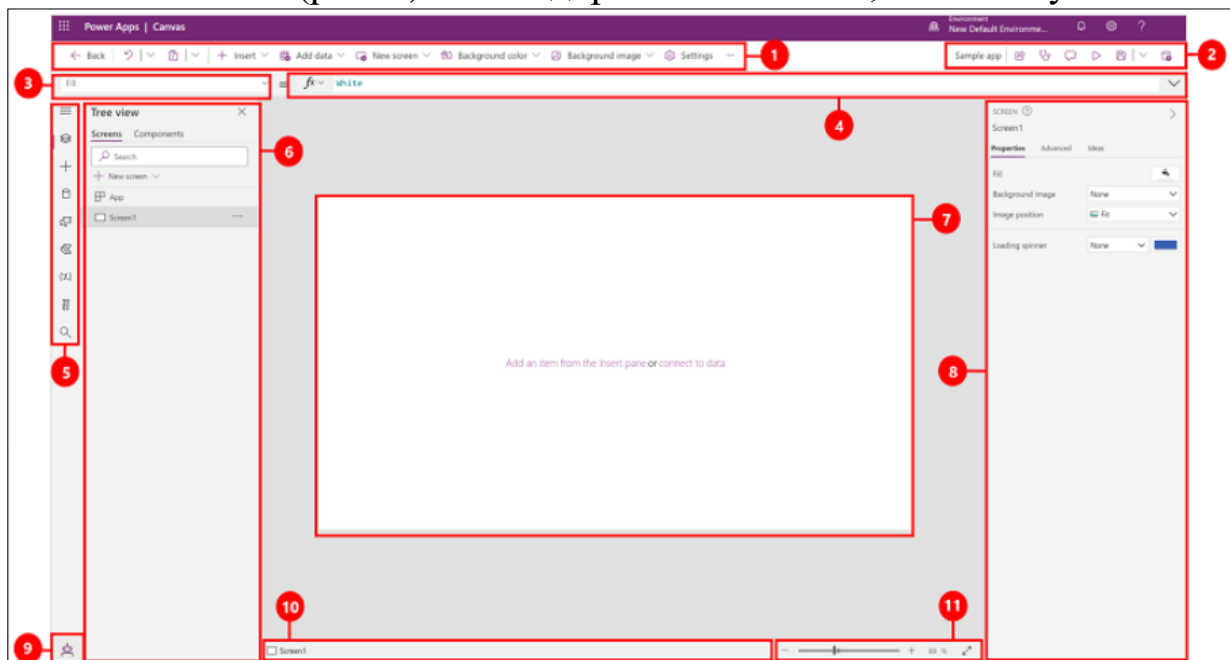 Power Apps | Canvas
Environment
New Default Environme...
?
Back
Insert
Add data
New screen
Background color
Background image
Settings
...
1
Sample app
2
3
Fill
=
fx
White
4
Tree view
Screens Components
Search
New screen
App
Screen1
...
5
6
(x)
Add an item from the Insert pane or connect to data
7
SCREEN
Screen1
Properties Advanced Ideas
Fill
Background image None
Image position Fit
Loading spinner None
8
9
10
Screen1
11
%